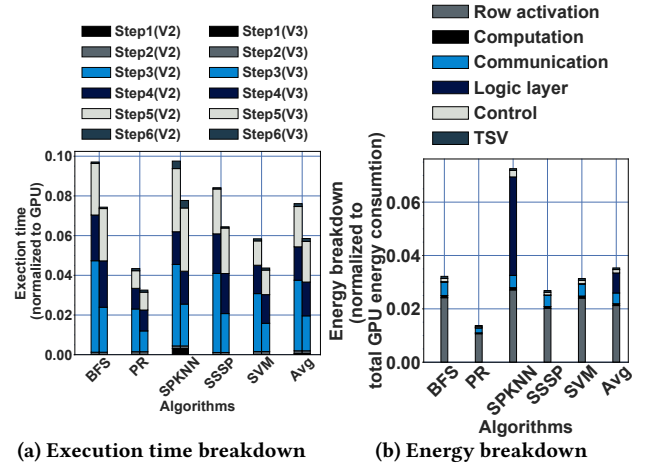 Step1(V2) Step1(V3)
Step2(V2) Step2(V3)
Step3(V2) Step3(V3)
Step4(V2) Step4(V3)
Step5(V2) Step5(V3)
Step6(V2) Step6(V3)
Exection time
(normalized to GPU)
0.10
0.08
0.06
0.04
0.02
0.00
BFS
PR
SPKNN
SSSP
SVM
Avg
Algorithms
(a) Execution time breakdown
Row activation
Computation
Communication
Logic layer
Control
TSV
Energy breakdown
(normalized to
total GPU energy consumtion)
0.06
0.04
0.02
0.00
BFS
PR
SPKNN
SSSP
SVM
Avg
Algorithms
(b) Energy breakdown